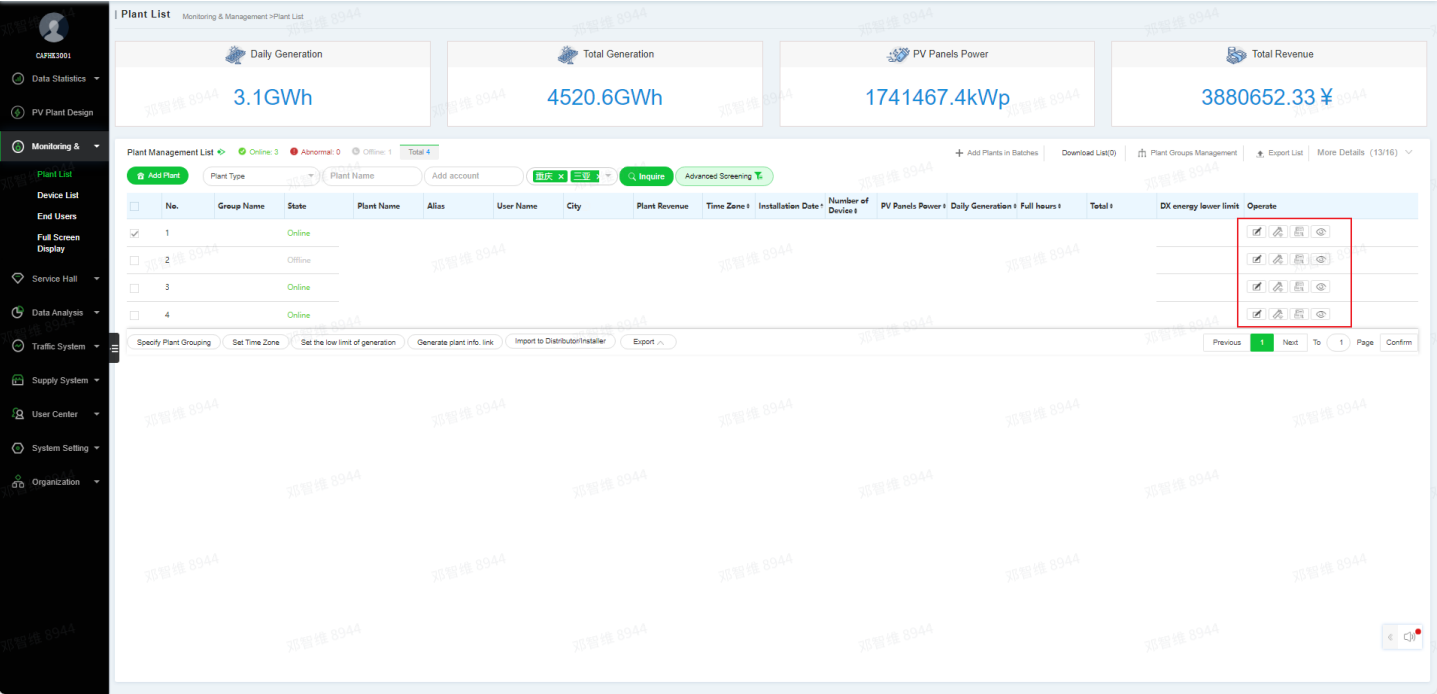 Plant List Monitoring & Management >Plant List
CAFHK3001
Data Statistics
PV Plant Design
Monitoring &
Plant List
Device List
End Users
Full Screen
Display
Service Hall
Data Analysis
Traffic System
Supply System
User Center
System Setting
Organization
Daily Generation
3.1GWh
Total Generation
4520.6GWh
PV Panels Power
1741467.4kWp
Total Revenue
3880652.33 ¥
Plant Management List Online: 3 Abnormal: 0 Offline: 1 Total 4 + Add Plants in Batches Download List(0) Plant Groups Management Export List More Details (13/16)
Add Plant Plant Type Plant Name Add account 重庆 x 三亚 x Inquire Advanced Screening
No. Group Name State Plant Name Alias User Name City Plant Revenue Time Zone Installation Date Number of Device PV Panels Power Daily Generation Full hours Total DX energy lower limit Operate
1 Online
2 Offline
3 Online
4 Online
Specify Plant Grouping Set Time Zone Set the low limit of generation Generate plant info. link Import to Distributor/Installer Export
Previous 1 Next To 1 Page Confirm
邓智维 8944